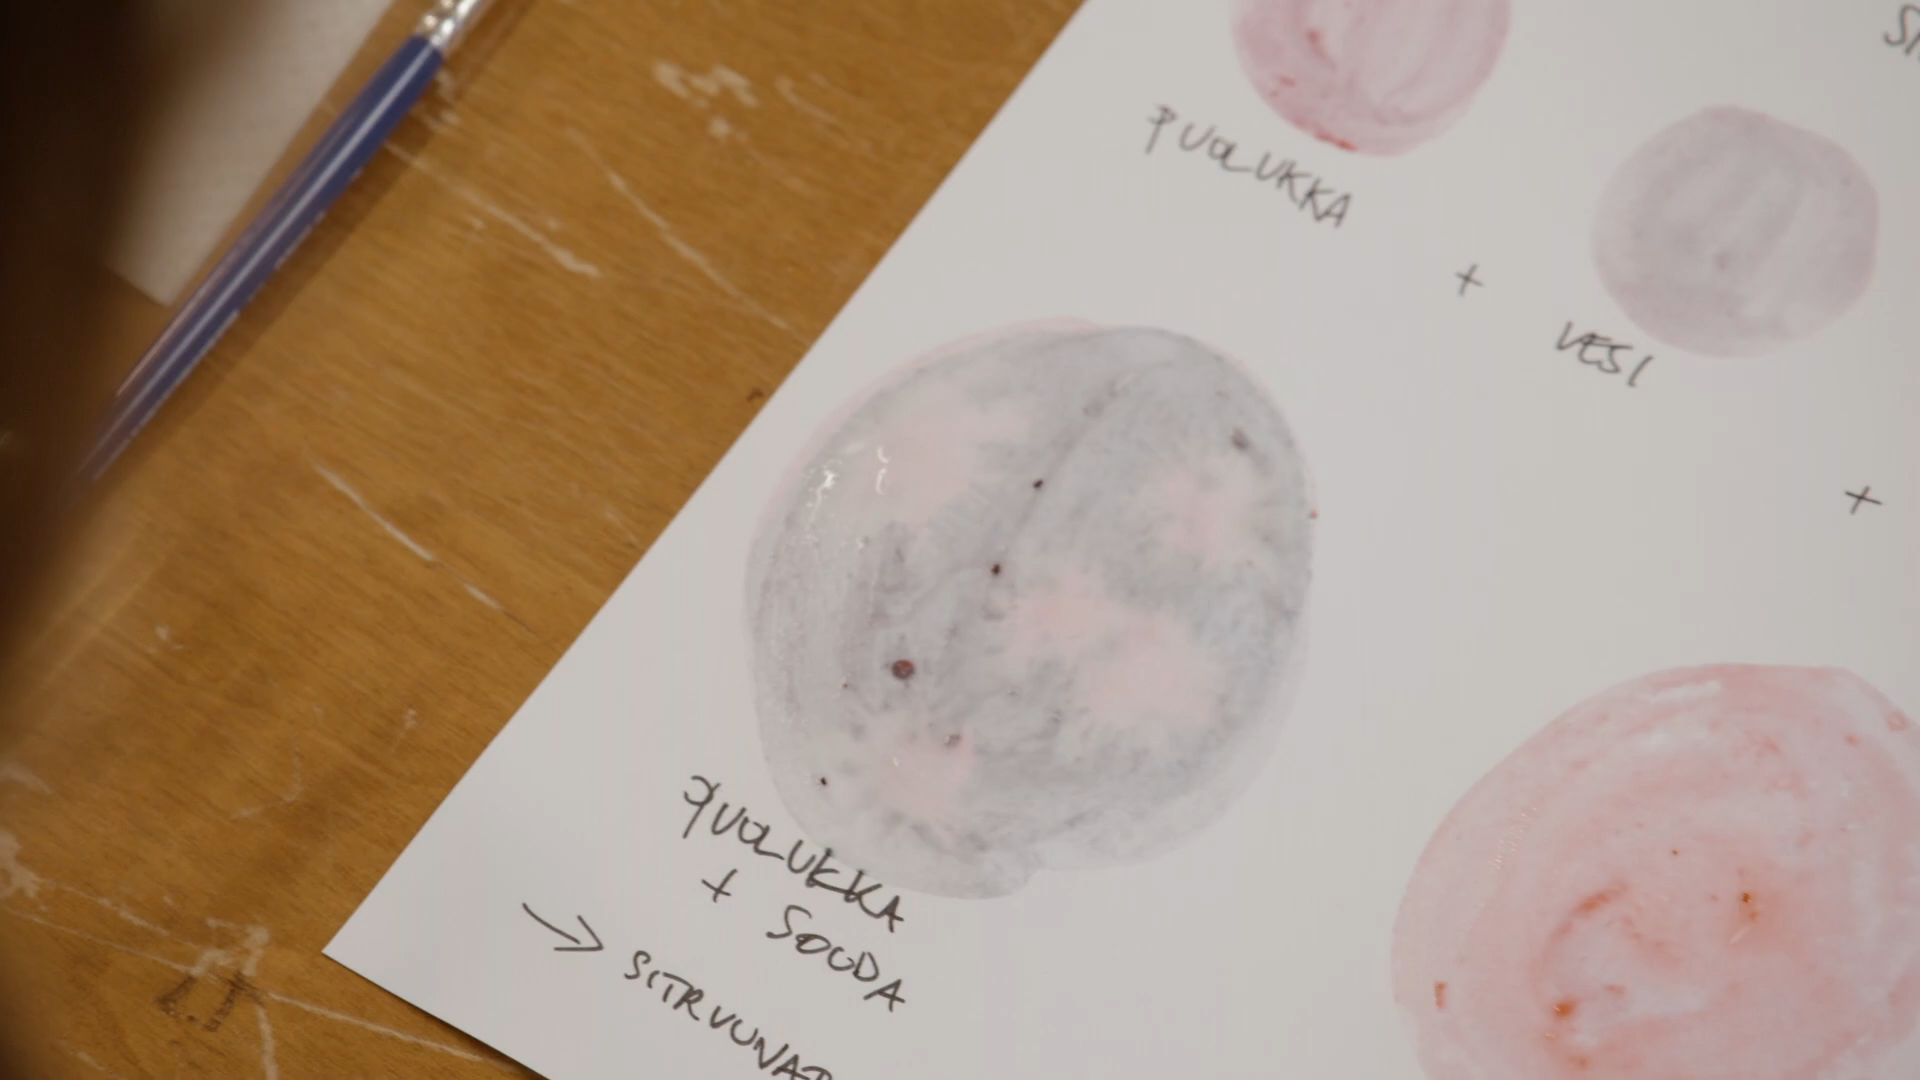 PUOLUKKA
+
VESI
+
PUOLUKKA
+ SOODA
→ SITRUUNA